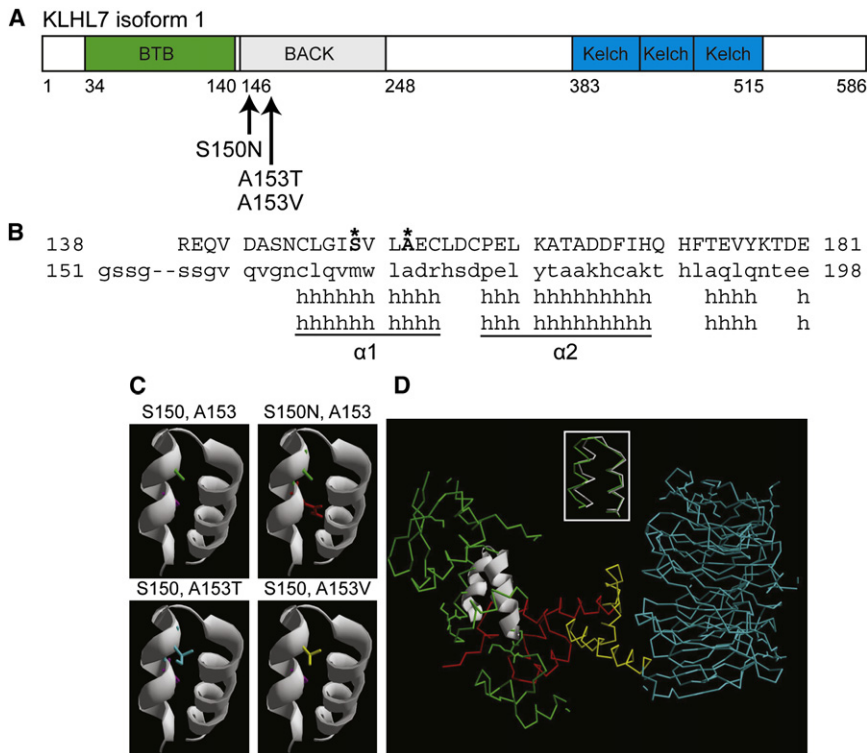 A KLHL7 isoform 1
BTB BACK Kelch Kelch Kelch
1 34 140 146 248 383 515 586
S150N
A153T
A153V
B * *
138 REQV DASNCLGISV LAECLDCPEL KATADDFIHQ HFTEVYKTDE 181
151 gssg--ssgv qvgnclqvmw ladrhsdpel ytaakhcakt hlaqlqntee 198
hhhhhh hhhh hhh hhhhhhhhh hhhh h
hhhhhh hhhh hhh hhhhhhhhh hhhh h
α1 α2
C D
S150, A153 S150N, A153
S150, A153T S150, A153V